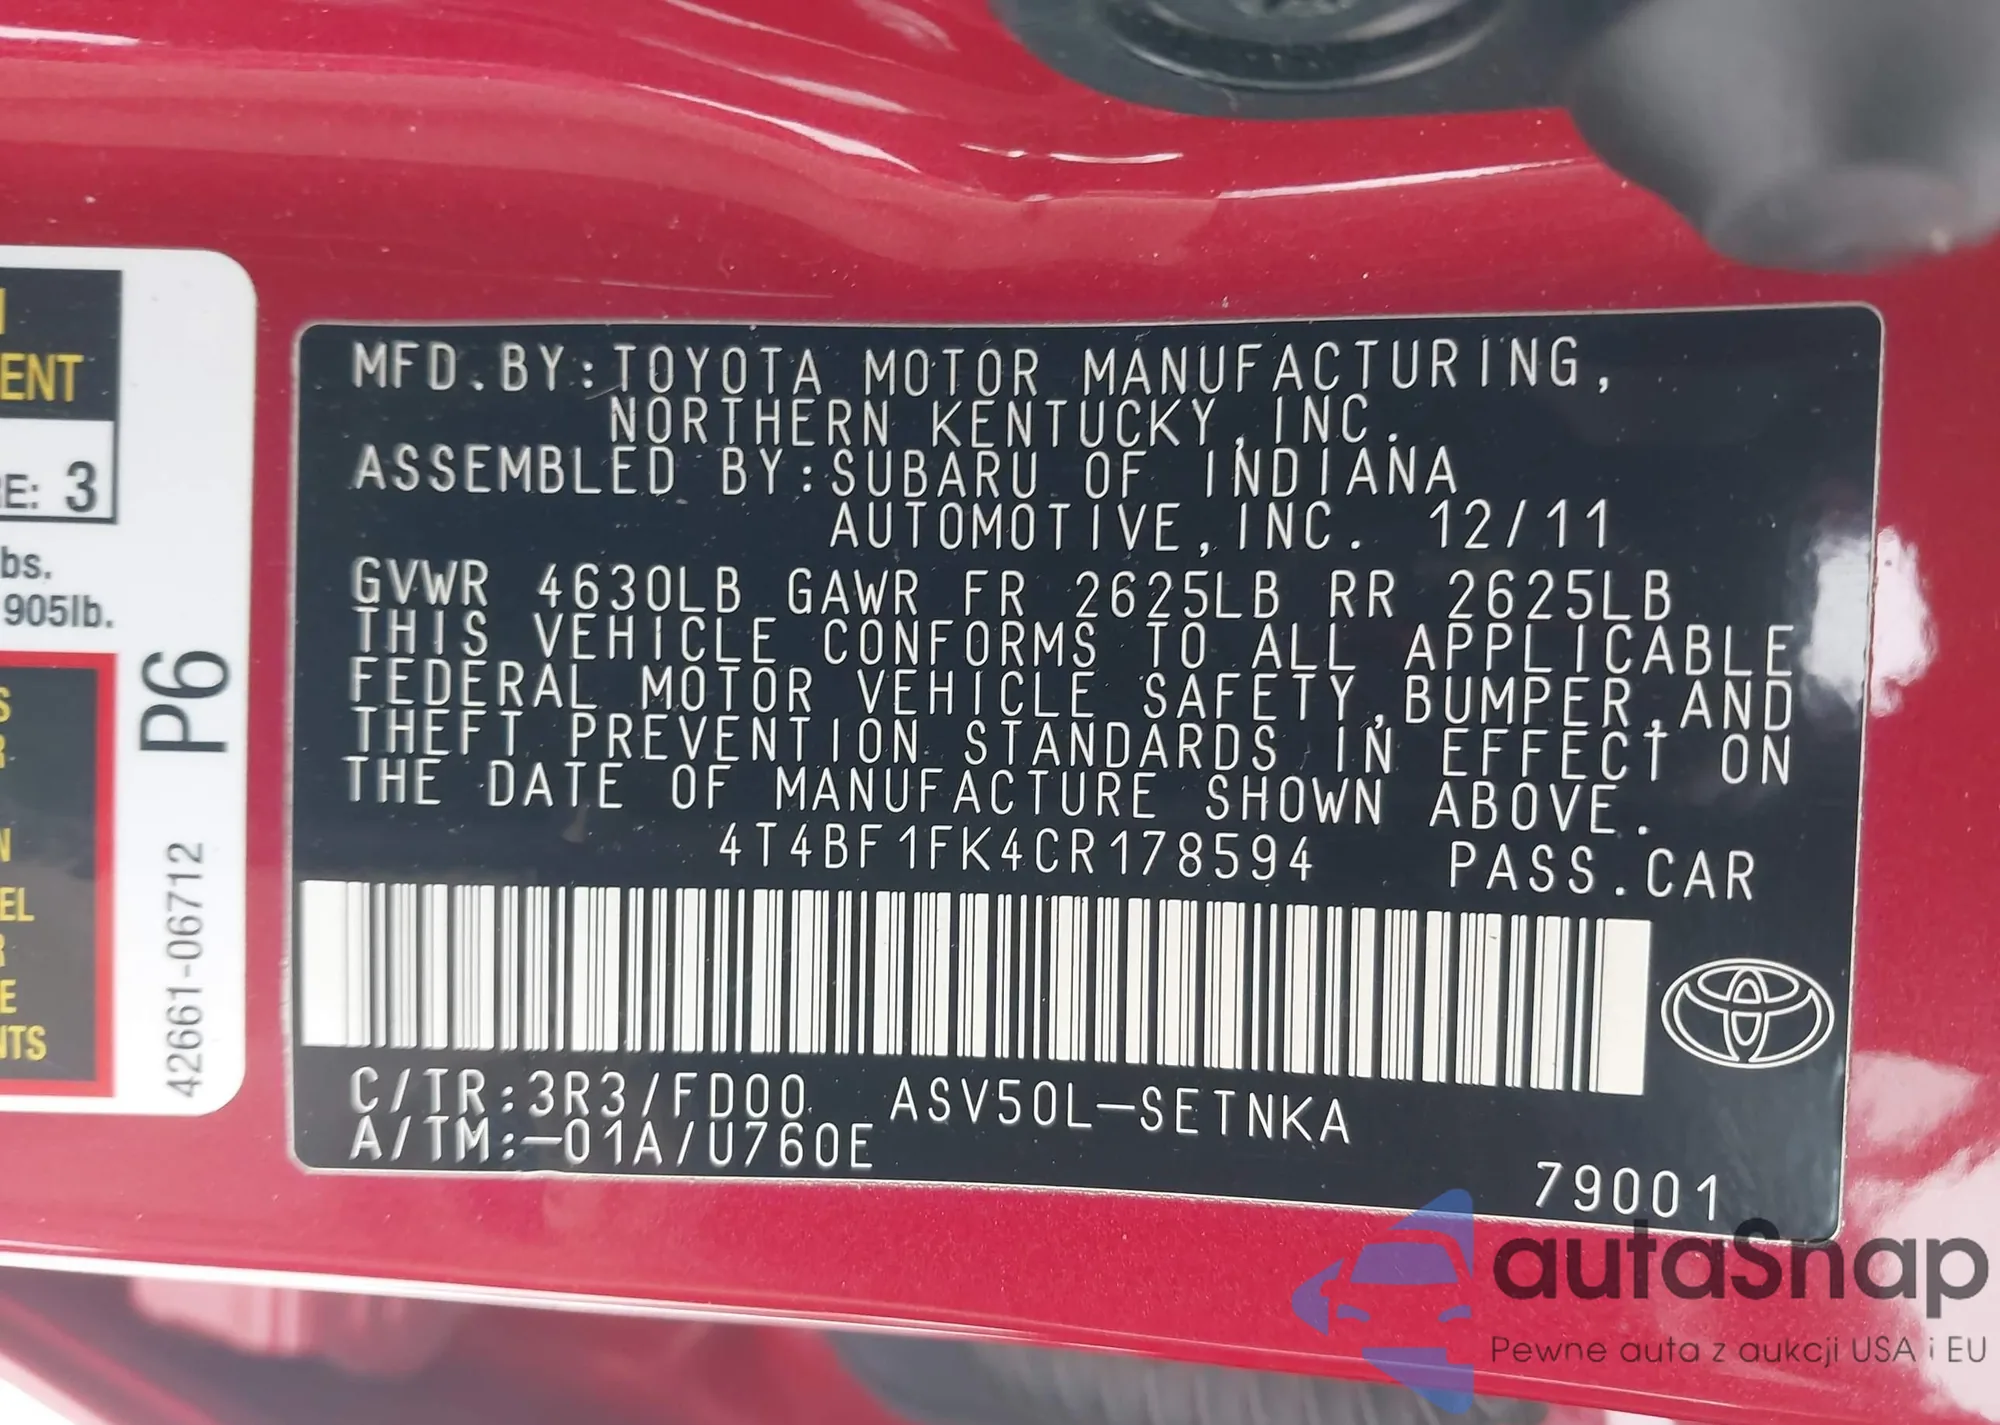 ENT
E: 3
bs.
905lb.
S
R
N
EL
R
E
NTS
P6
42661-06712
MFD.BY:TOYOTA MOTOR MANUFACTURING,
NORTHERN KENTUCKY,INC.
ASSEMBLED BY:SUBARU OF INDIANA
AUTOMOTIVE,INC. 12/11
GVWR 4630LB GAWR FR 2625LB RR 2625LB
THIS VEHICLE CONFORMS TO ALL APPLICABLE
FEDERAL MOTOR VEHICLE SAFETY,BUMPER,AND
THEFT PREVENTION STANDARDS IN EFFECT ON
THE DATE OF MANUFACTURE SHOWN ABOVE.
4T4BF1FK4CR178594 PASS.CAR
C/TR:3R3/FD00 ASV50L-SETNKA
A/TM:-01A/U760E
79001
autaSnap
Pewne auta z aukcji USA i EU